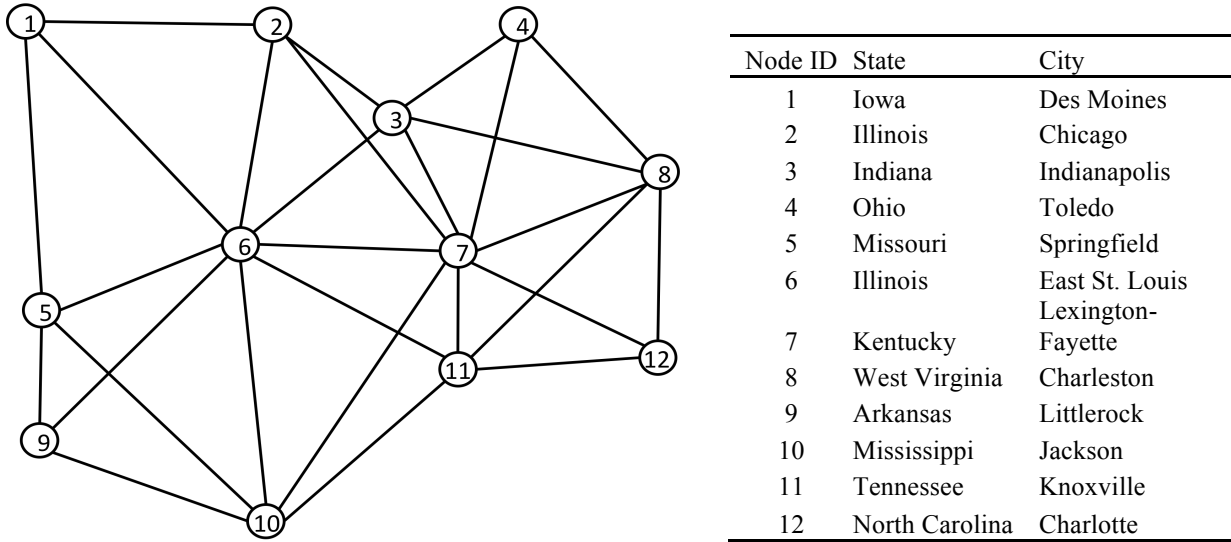 1
2
4
3
8
6
7
5
12
11
9
10
Node ID State City
1 Iowa Des Moines
2 Illinois Chicago
3 Indiana Indianapolis
4 Ohio Toledo
5 Missouri Springfield
6 Illinois East St. Louis
Lexington-
7 Kentucky Fayette
8 West Virginia Charleston
9 Arkansas Littlerock
10 Mississippi Jackson
11 Tennessee Knoxville
12 North Carolina Charlotte